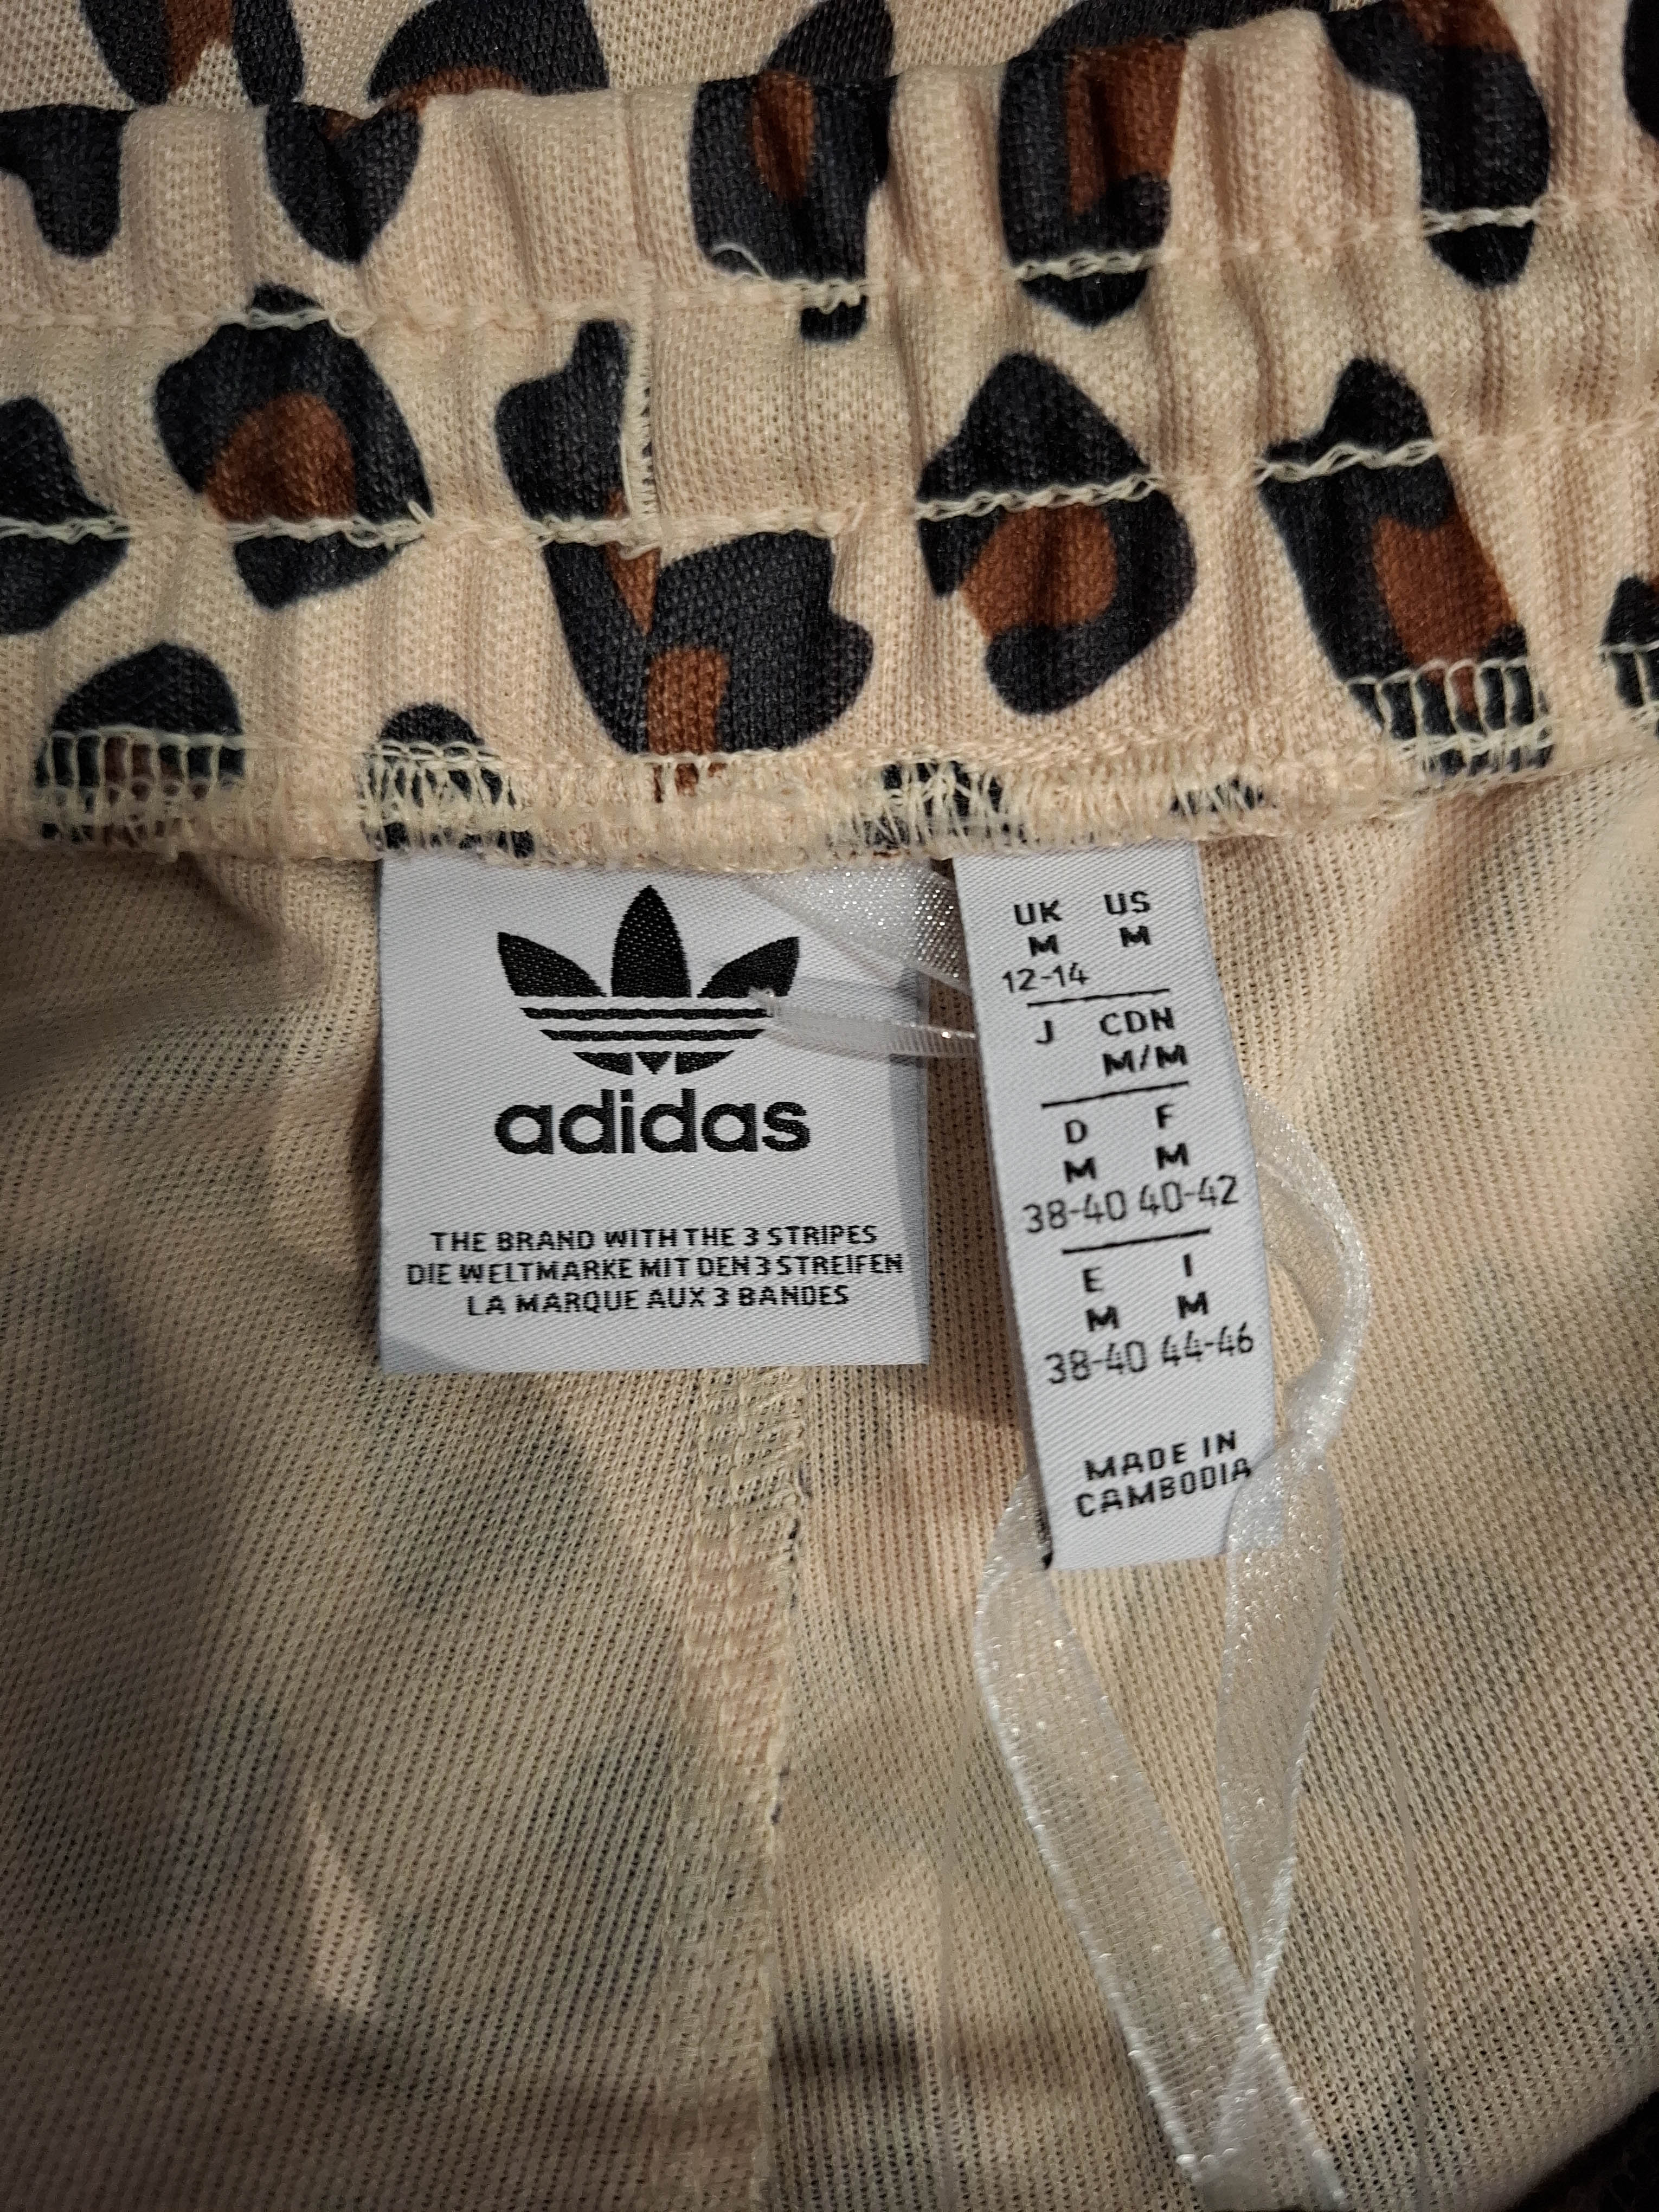 adidas
THE BRAND WITH THE 3 STRIPES
DIE WELTMARKE MIT DEN 3 STREIFEN
LA MARQUE AUX 3 BANDES
UK US
M M
12-14
J CDN
M/M
D F
M M
38-40 40-42
E I
M M
38-40 44-46
MADE IN
CAMBODIA